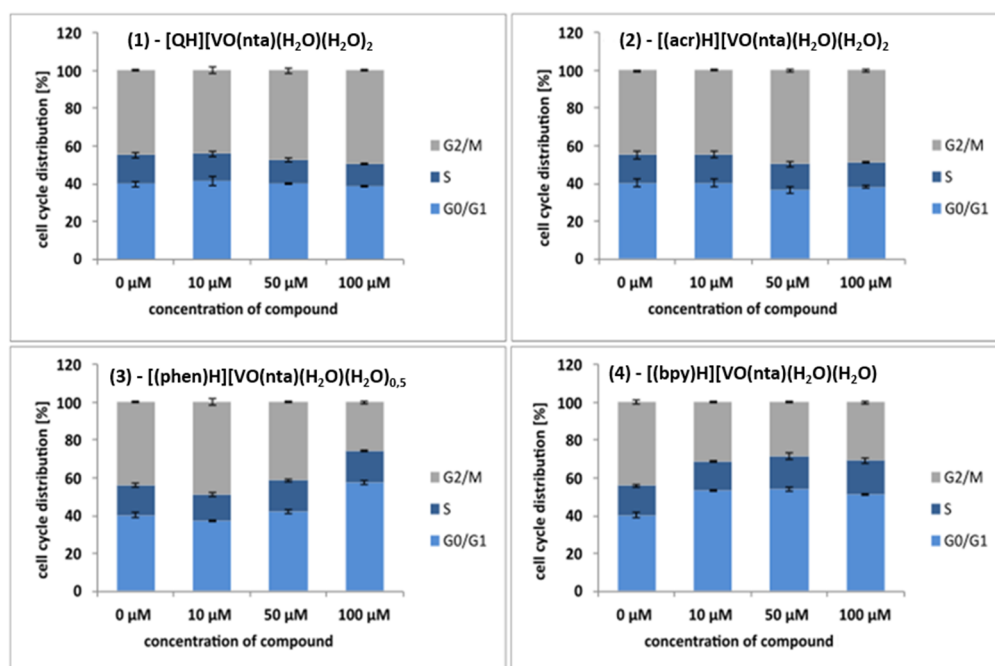 (1) - [QH][VO(nta)(H₂O)(H₂O)₂
120
100
80
60
40
20
0
cell cycle distribution [%]
0 µM 10 µM 50 µM 100 µM
concentration of compound
G2/M
S
G0/G1
(2) - [(acr)H][VO(nta)(H₂O)(H₂O)₂
120
100
80
60
40
20
0
cell cycle distribution [%]
0 µM 10 µM 50 µM 100 µM
concentration of compound
G2/M
S
G0/G1
(3) - [(phen)H][VO(nta)(H₂O)(H₂O)₀,₅
120
100
80
60
40
20
0
cell cycle distribution [%]
0 µM 10 µM 50 µM 100 µM
concentration of compound
G2/M
S
G0/G1
(4) - [(bpy)H][VO(nta)(H₂O)(H₂O)
120
100
80
60
40
20
0
cell cycle distribution [%]
0 µM 10 µM 50 µM 100 µM
concentration of compound
G2/M
S
G0/G1